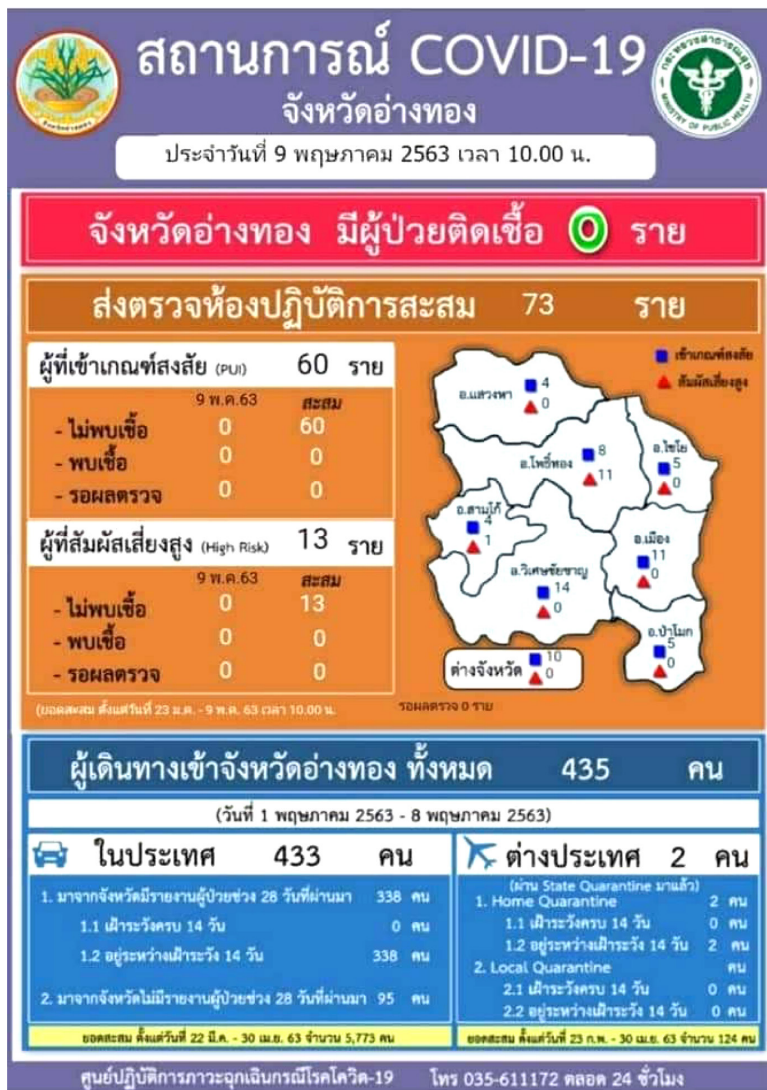 สถานการณ์ COVID-19
จังหวัดอ่างทอง
กระทรวงสาธารณสุข
MINISTRY OF PUBLIC HEALTH
จังหวัดอ่างทอง
ประจำวันที่ 9 พฤษภาคม 2563 เวลา 10.00 น.
จังหวัดอ่างทอง มีผู้ป่วยติดเชื้อ 0 ราย
ส่งตรวจห้องปฏิบัติการสะสม 73 ราย
ผู้ที่เข้าเกณฑ์สงสัย (PUI) 60 ราย
9 พ.ค.63 สะสม
- ไม่พบเชื้อ 0 60
- พบเชื้อ 0 0
- รอผลตรวจ 0 0
ผู้ที่สัมผัสเสี่ยงสูง (High Risk) 13 ราย
9 พ.ค.63 สะสม
- ไม่พบเชื้อ 0 13
- พบเชื้อ 0 0
- รอผลตรวจ 0 0
(ยอดสะสม ตั้งแต่วันที่ 23 ม.ค. - 9 พ.ค. 63 เวลา 10.00 น.
เข้าเกณฑ์สงสัย
สัมผัสเสี่ยงสูง
อ.แสวงหา 4
0
อ.โพธิ์ทอง 8
11
อ.ไชโย
5
0
อ.สามโก้
4
1
อ.เมือง
11
0
อ.วิเศษชัยชาญ
14
0
อ.ป่าโมก
5
0
ต่างจังหวัด 10
0
รอผลตรวจ 0 ราย
ผู้เดินทางเข้าจังหวัดอ่างทอง ทั้งหมด 435 คน
(วันที่ 1 พฤษภาคม 2563 - 8 พฤษภาคม 2563)
ในประเทศ 433 คน
1. มาจากจังหวัดมีรายงานผู้ป่วยช่วง 28 วันที่ผ่านมา 338 คน
1.1 เฝ้าระวังครบ 14 วัน 0 คน
1.2 อยู่ระหว่างเฝ้าระวัง 14 วัน 338 คน
2. มาจากจังหวัดไม่มีรายงานผู้ป่วยช่วง 28 วันที่ผ่านมา 95 คน
ยอดสะสม ตั้งแต่วันที่ 22 มี.ค. - 30 เม.ย. 63 จำนวน 5,773 คน
ต่างประเทศ 2 คน
(ผ่าน State Quarantine มาแล้ว)
1. Home Quarantine 2 คน
1.1 เฝ้าระวังครบ 14 วัน 0 คน
1.2 อยู่ระหว่างเฝ้าระวัง 14 วัน 2 คน
2. Local Quarantine คน
2.1 เฝ้าระวังครบ 14 วัน 0 คน
2.2 อยู่ระหว่างเฝ้าระวัง 14 วัน 0 คน
ยอดสะสม ตั้งแต่วันที่ 23 ก.พ. - 30 เม.ย. 63 จำนวน 124 คน
ศูนย์ปฏิบัติการภาวะฉุกเฉินกรณีโรคโควิด-19 โทร 035-611172 ตลอด 24 ชั่วโมง